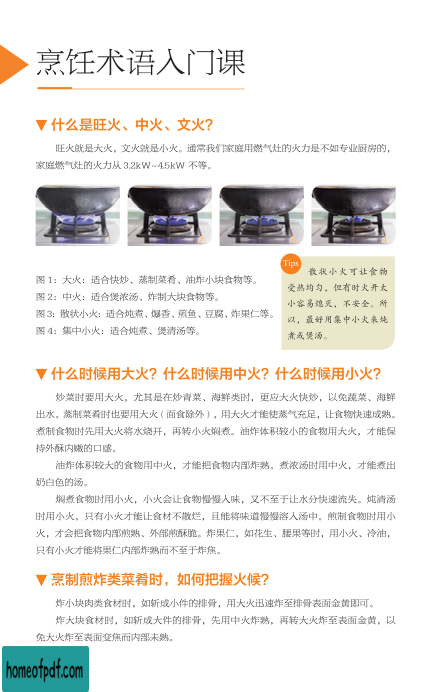 烹饪术语入门课
▼什么是旺火、中火、文火？
旺火就是大火，文火就是小火。通常我们家庭用燃气灶的火力是不如专业厨房的，
家庭燃气灶的火力从 3.2kW~4.5kW 不等。
图 1：大火：适合快炒、蒸制菜肴、油炸小块食物等。
图 2：中火：适合煲浓汤、炸制大块食物等。
图 3：散状小火：适合炖煮、爆香、煎鱼、豆腐、炸果仁等。
图 4：集中小火：适合炖煮、煲清汤等。
Tips
散状小火可让食物
受热均匀，但有时火开太
小容易熄灭，不安全。所
以，最好用集中小火来炖
煮或煲汤。
▼什么时候用大火？什么时候用中火？什么时候用小火？
炒菜时要用大火，尤其是在炒青菜、海鲜类时，更应大火快炒，以免蔬菜、海鲜
出水。蒸制菜肴时也要用大火（面食除外），用大火才能使蒸气充足，让食物快速成熟。
煮制食物时先用大火将水烧开，再转小火焖煮。油炸体积较小的食物用大火，才能保
持外酥内嫩的口感。
油炸体积较大的食物用中火，才能把食物内部炸熟。煮浓汤时用中火，才能煮出
奶白色的汤。
焖煮食物时用小火，小火会让食物慢慢入味，又不至于让水分快速流失。炖清汤
时用小火，只有小火才能让食材不散烂，且能将味道慢慢溶入汤中。煎制食物时用小
火，才会把食物内部煎熟、外部煎酥脆。炸果仁，如花生、腰果等时，用小火、冷油，
只有小火才能将果仁内部炸熟而不至于炸焦。
▼烹制煎炸类菜肴时，如何把握火候？
炸小块肉类食材时，如斩成小件的排骨，用大火迅速炸至排骨表面金黄即可。
炸大块食材时，如斩成大件的排骨，先用中火炸熟，再转大火炸至表面金黄，以
免大火炸至表面变焦而内部未熟。
homeofpdf.com